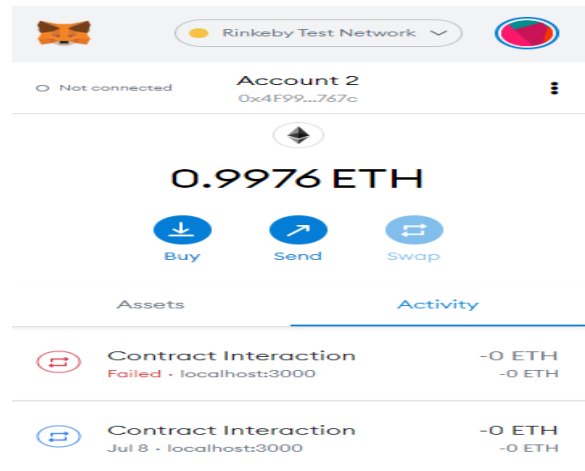 Rinkeby Test Network
Not connected
Account 2
0x4F99...767c
0.9976 ETH
Buy
Send
Swap
Assets
Activity
Contract Interaction
-0 ETH
Failed · localhost:3000
-0 ETH
Contract Interaction
-0 ETH
Jul 8 · localhost:3000
-0 ETH